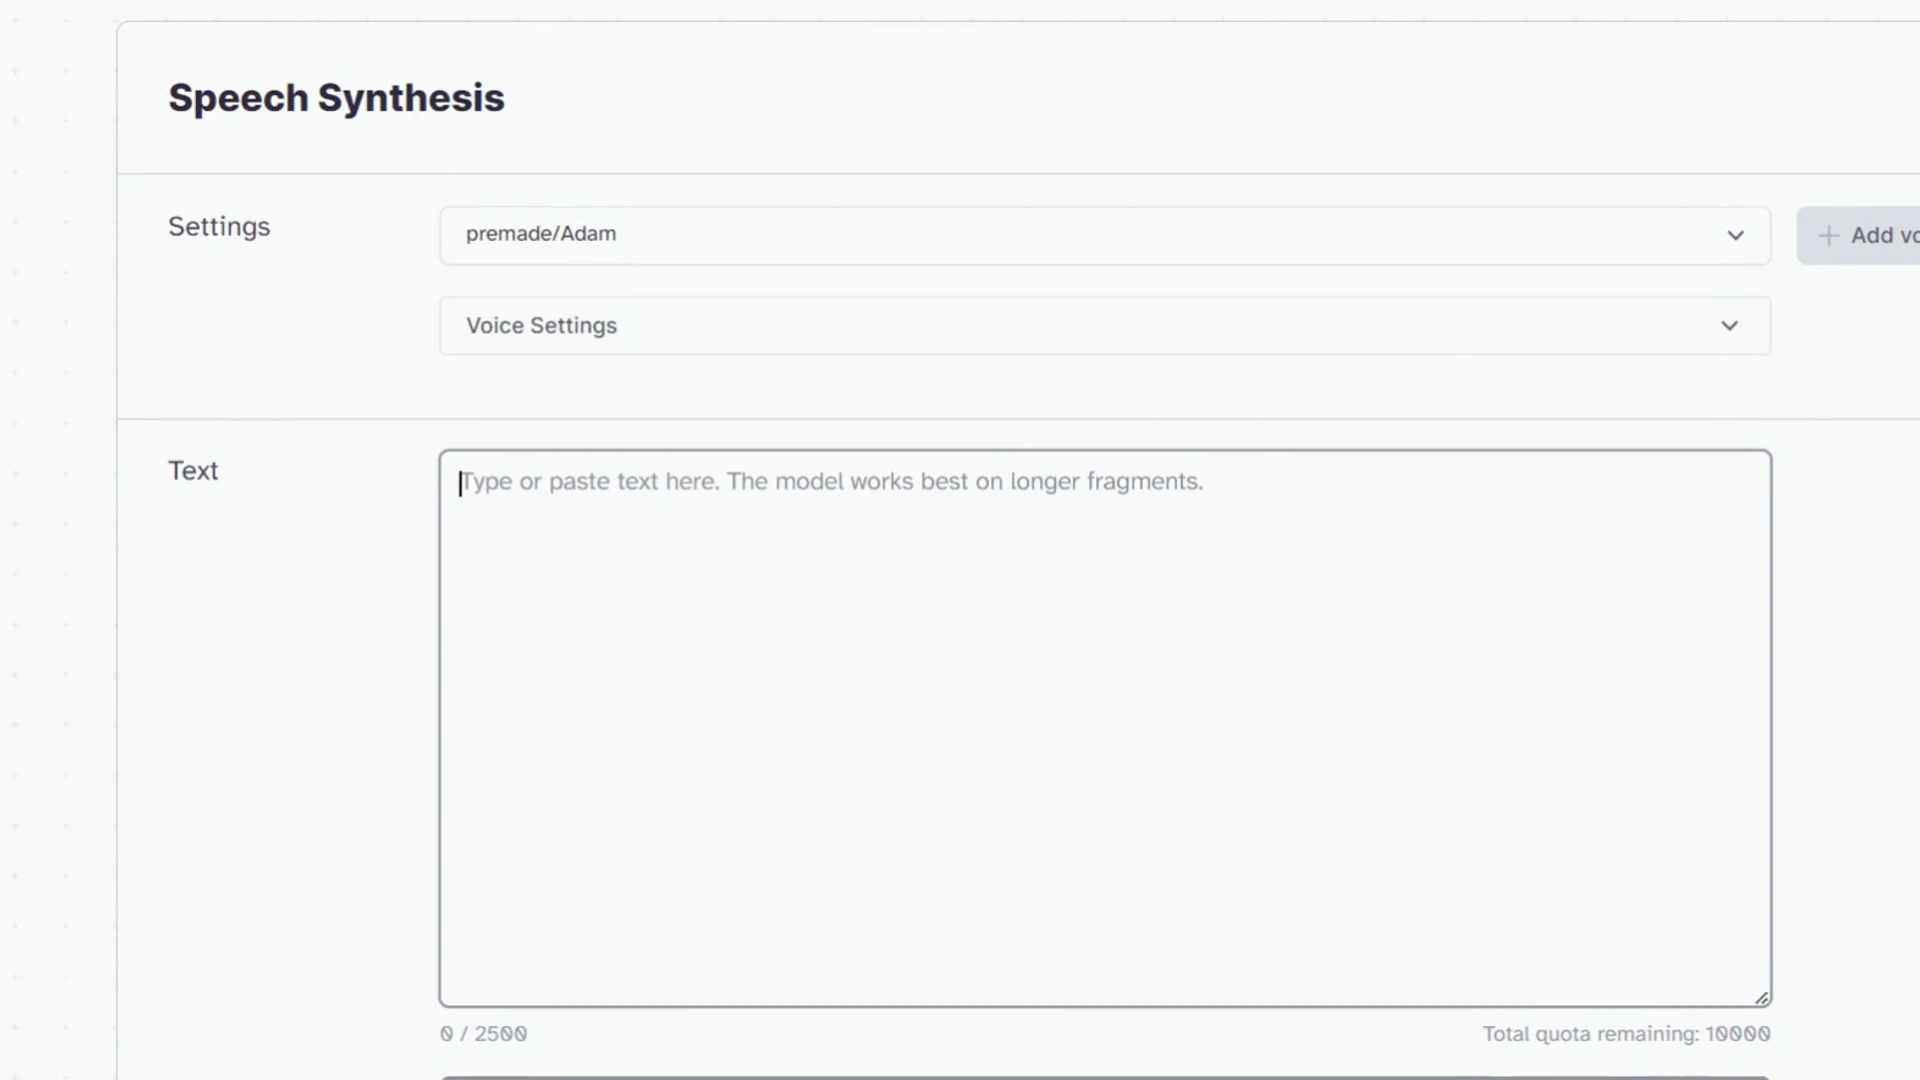 Speech Synthesis
Settings
premade/Adam
Add
Voice Settings
Text
Type or paste text here. The model works best on longer fragments.
0 / 2500
Total quota remaining: 10000